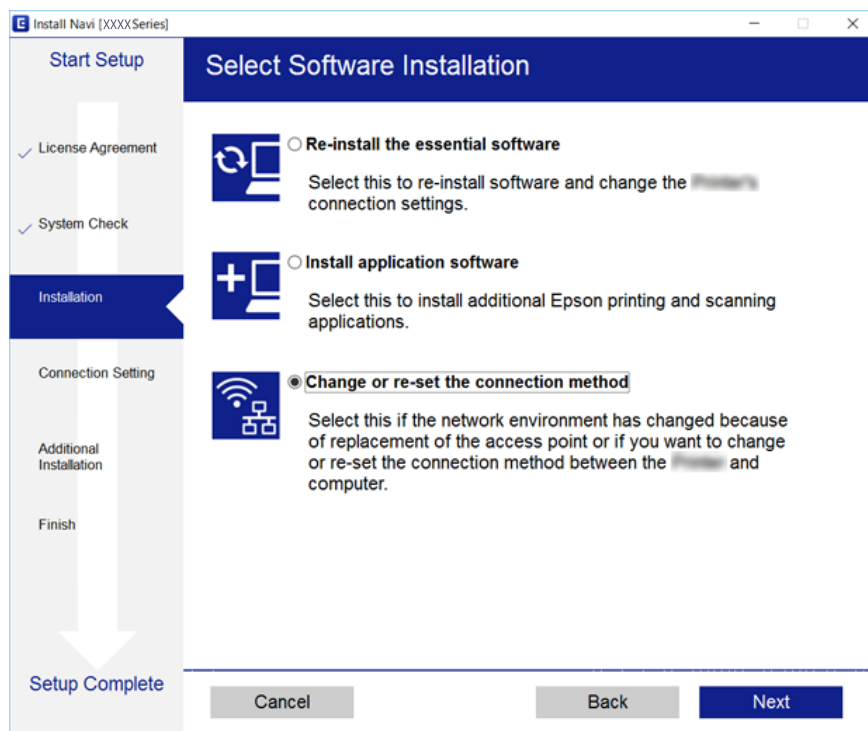 Install Navi [XXXX Series]
Start Setup
License Agreement
System Check
Installation
Connection Setting
Additional
Installation
Finish
Setup Complete
Select Software Installation
Re-install the essential software
Select this to re-install software and change the
connection settings.
Install application software
Select this to install additional Epson printing and scanning
applications.
Change or re-set the connection method
Select this if the network environment has changed because
of replacement of the access point or if you want to change
or re-set the connection method between the and
computer.
Cancel
Back
Next